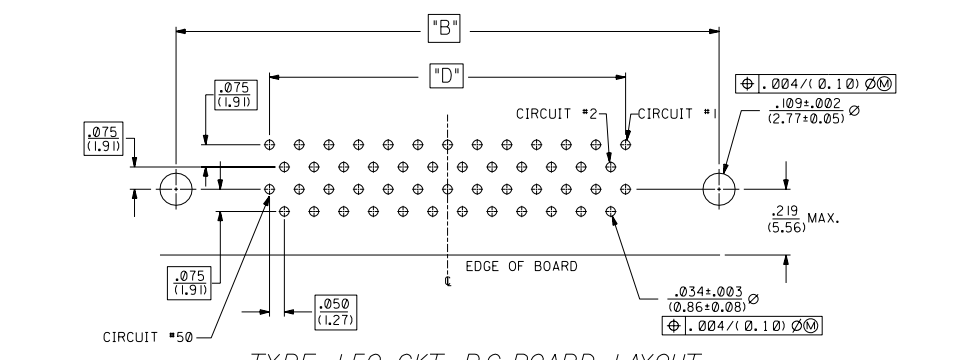 "B"
"D"
.075
(1.91)
⌖ .004/(0.10) Ø Ⓜ
.109±.002 Ø
(2.77±0.05)
CIRCUIT #2
CIRCUIT #1
.075
(1.91)
.219 MAX.
(5.56)
EDGE OF BOARD
℄
.075
(1.91)
.050
(1.27)
.034±.003 Ø
(0.86±0.08)
⌖ .004/(0.10) Ø Ⓜ
CIRCUIT #50